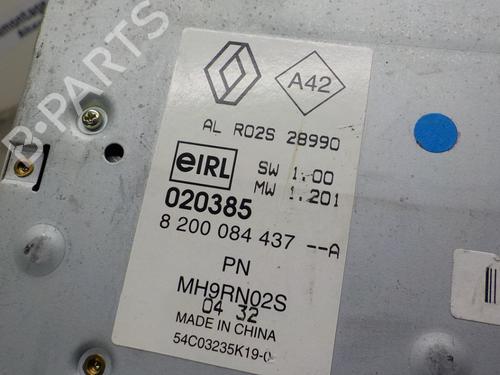 A42
AL R02S 28990
eIRL
SW 1.00
MW 1.201
020385
8 200 084 437 --A
PN
MH9RN02S
04 32
MADE IN CHINA
54C03235K19-0
B-PARTS